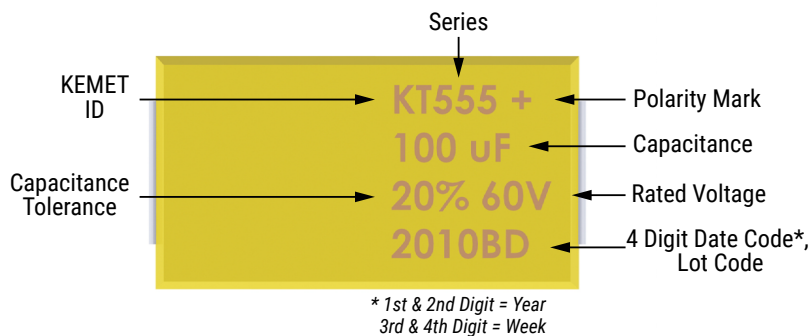 Series
KEMET
ID
KT555 +
Polarity Mark
100 uF
Capacitance
Capacitance
Tolerance
20% 60V
Rated Voltage
2010BD
4 Digit Date Code*,
Lot Code
* 1st & 2nd Digit = Year
3rd & 4th Digit = Week